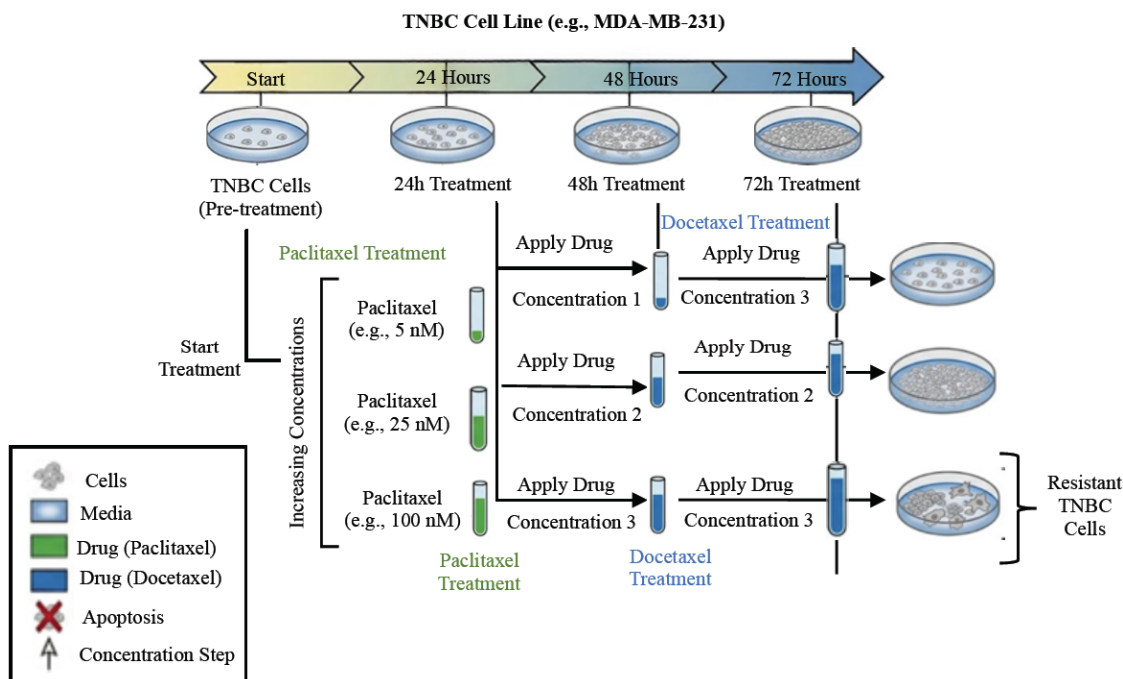 TNBC Cell Line (e.g., MDA-MB-231)
Start
24 Hours
48 Hours
72 Hours
TNBC Cells
(Pre-treatment)
24h Treatment
48h Treatment
72h Treatment
Paclitaxel Treatment
Docetaxel Treatment
Start
Treatment
Increasing Concentrations
Paclitaxel
(e.g., 5 nM)
Apply Drug
Concentration 1
Apply Drug
Concentration 3
Paclitaxel
(e.g., 25 nM)
Apply Drug
Concentration 2
Apply Drug
Concentration 2
Paclitaxel
(e.g., 100 nM)
Apply Drug
Concentration 3
Apply Drug
Concentration 3
Paclitaxel
Treatment
Docetaxel
Treatment
Resistant
TNBC
Cells
Cells
Media
Drug (Paclitaxel)
Drug (Docetaxel)
Apoptosis
Concentration Step